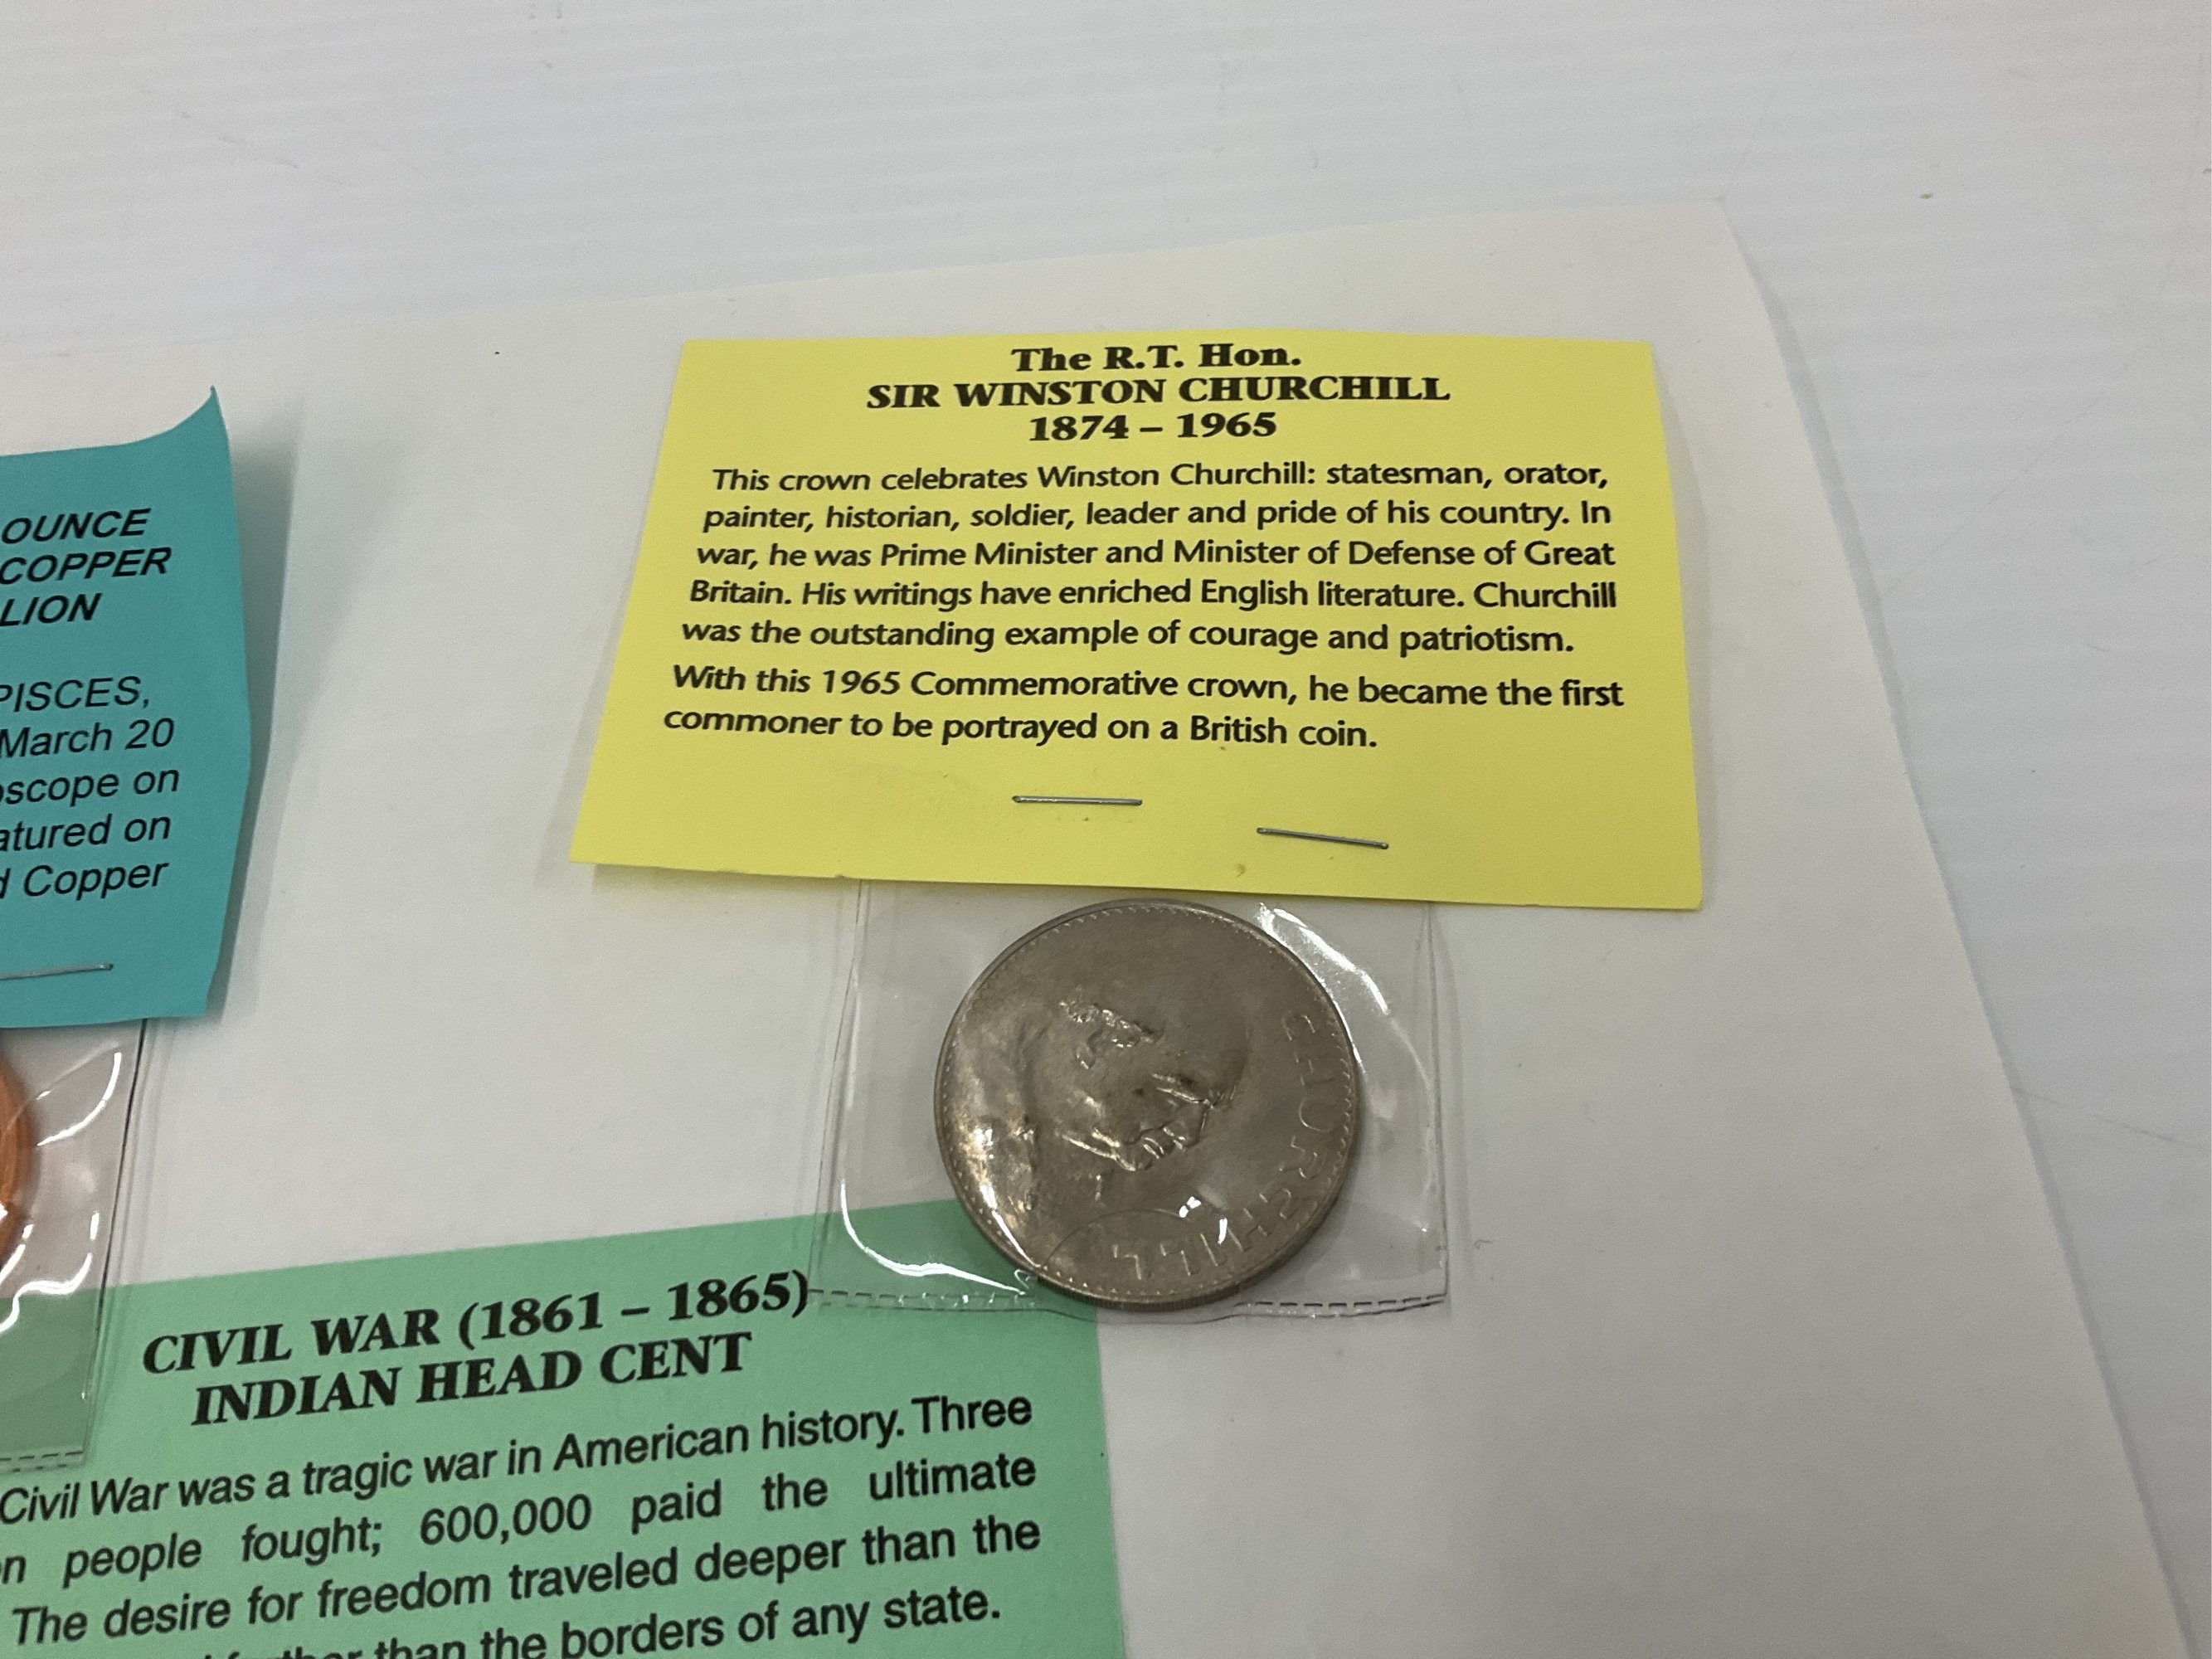 The R.T. Hon.
SIR WINSTON CHURCHILL
1874 – 1965
This crown celebrates Winston Churchill: statesman, orator,
painter, historian, soldier, leader and pride of his country. In
war, he was Prime Minister and Minister of Defense of Great
Britain. His writings have enriched English literature. Churchill
was the outstanding example of courage and patriotism.
With this 1965 Commemorative crown, he became the first
commoner to be portrayed on a British coin.
OUNCE
COPPER
LION
PISCES,
March 20
oscope on
atured on
d Copper
CHURCHILL
CIVIL WAR (1861 – 1865)
INDIAN HEAD CENT
Civil War was a tragic war in American history. Three
n people fought; 600,000 paid the ultimate
The desire for freedom traveled deeper than the
than the borders of any state.